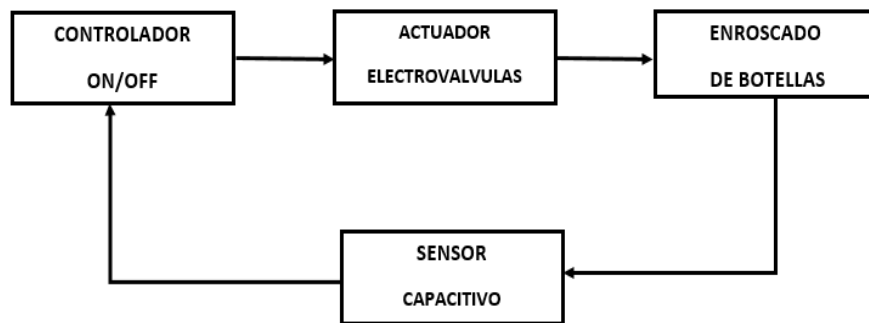 CONTROLADOR
ON/OFF
ACTUADOR
ELECTROVALVULAS
ENROSCADO
DE BOTELLAS
SENSOR
CAPACITIVO